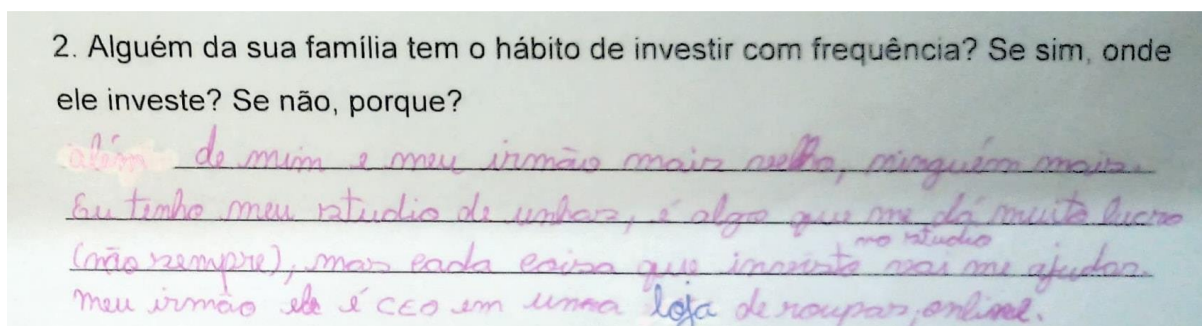 2. Alguém da sua família tem o hábito de investir com frequência? Se sim, onde
ele investe? Se não, porque?
além de mim e meu irmão mais velho, ninguém mais.
Eu tenho meu studio de unhas, é algo que me dá muito lucro
no studio
(não sempre), mas cada coisa que invisto vai me ajudar.
meu irmão ele é CEO em uma loja de roupas, online.